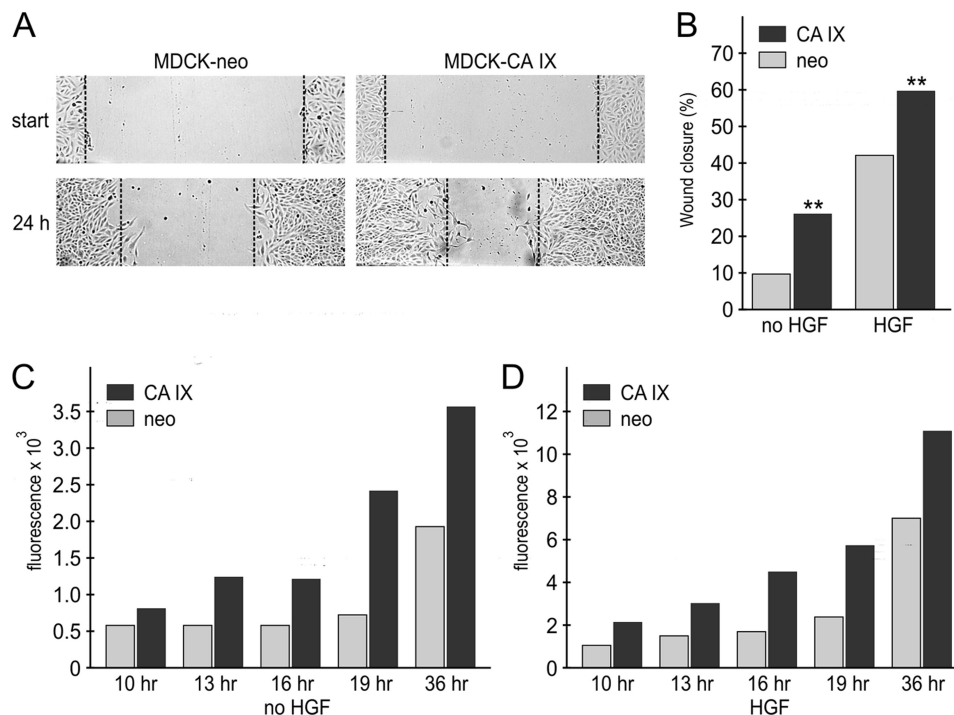 A
MDCK-neo
MDCK-CA IX
start
24 h
B
CA IX
neo
Wound closure (%)
70
60
50
40
30
20
10
0
**
**
no HGF
HGF
C
CA IX
neo
fluorescence x 10³
3.5
3.0
2.5
2.0
1.5
1.0
0.5
0
10 hr
13 hr
16 hr
19 hr
36 hr
no HGF
D
CA IX
neo
fluorescence x 10³
12
10
8
6
4
2
0
10 hr
13 hr
16 hr
19 hr
36 hr
HGF